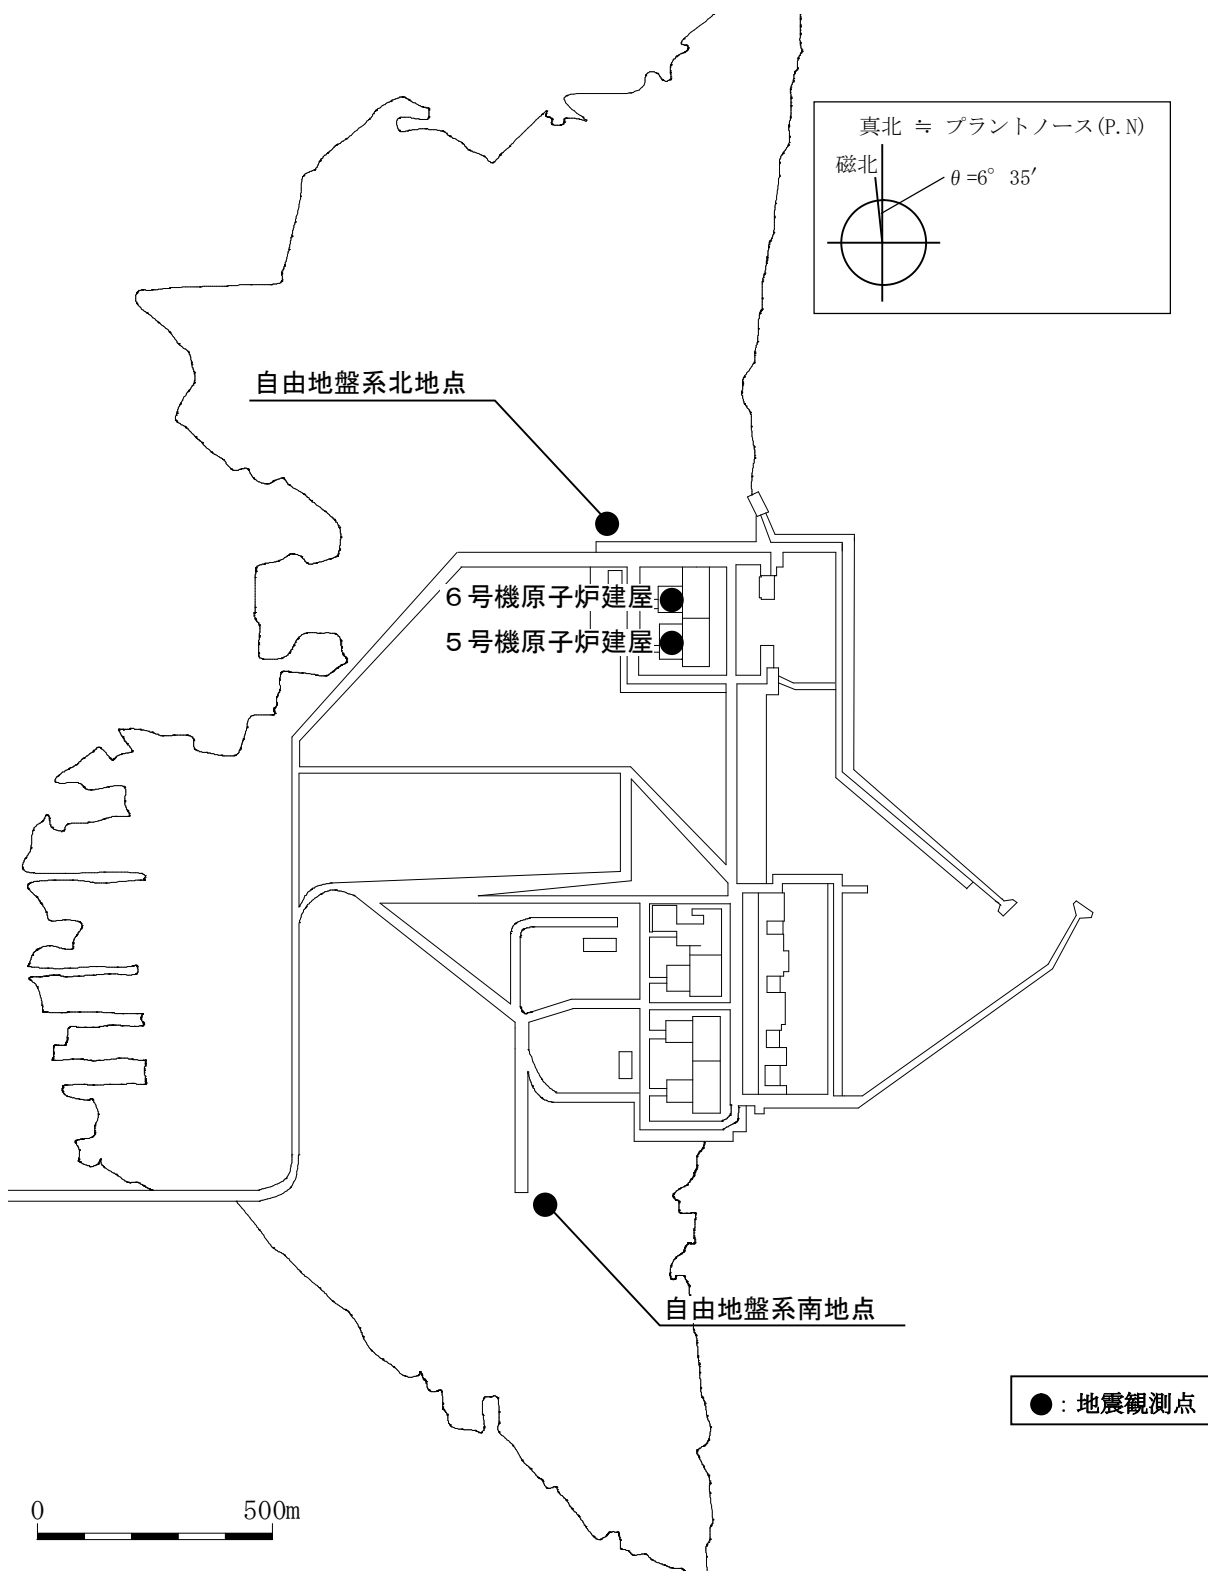 真北 ≒ プラントノース(P.N)
磁北
θ=6° 35′
自由地盤系北地点
６号機原子炉建屋
５号機原子炉建屋
自由地盤系南地点
●：地震観測点
0 500m